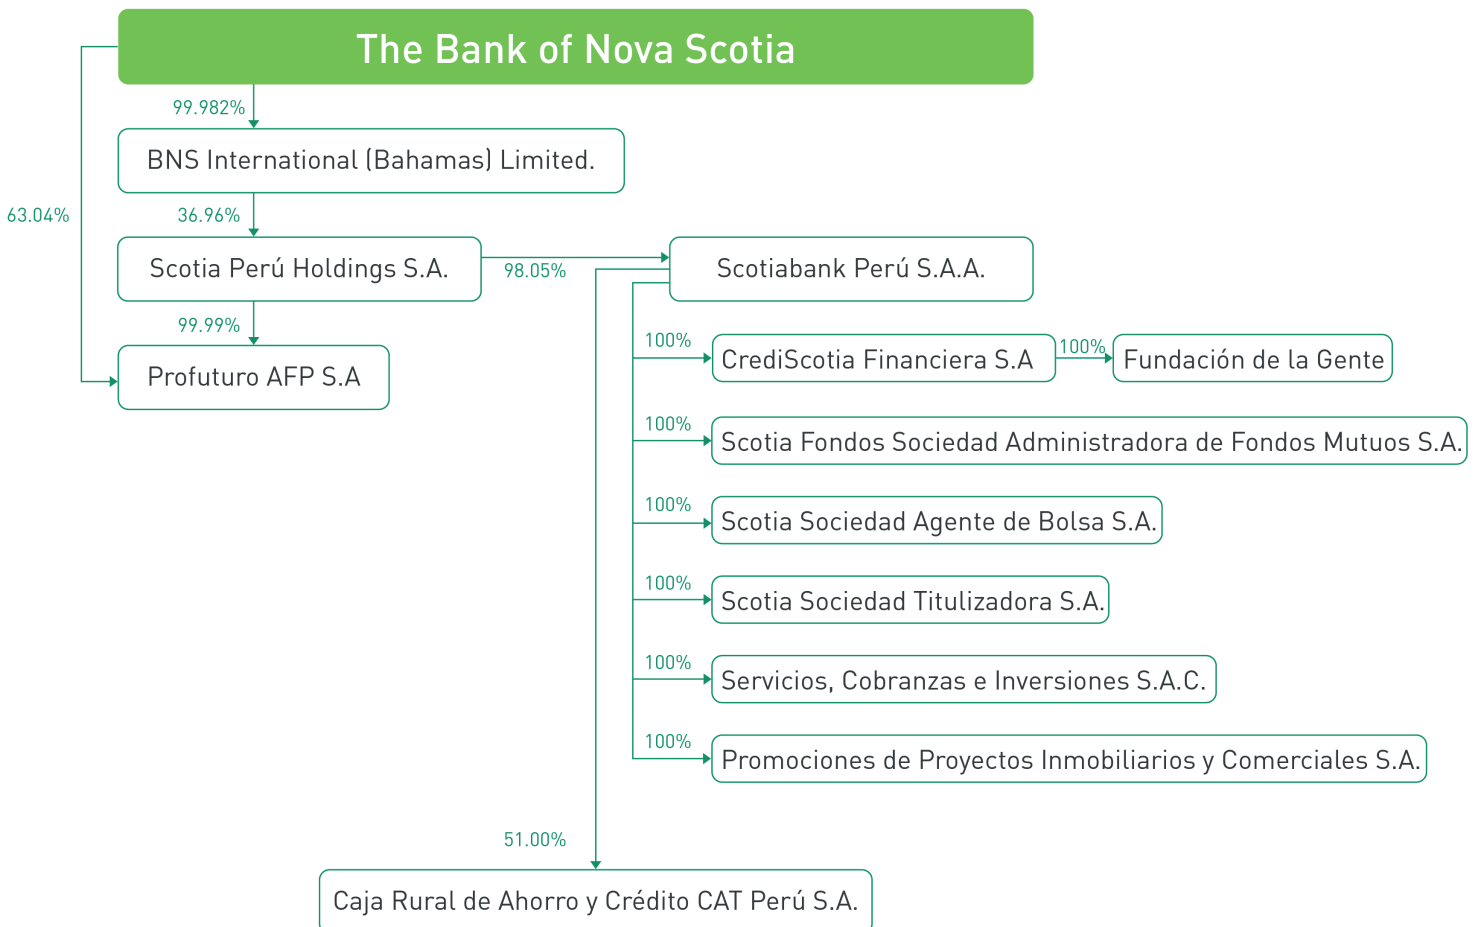 The Bank of Nova Scotia
99.982%
BNS International (Bahamas) Limited.
63.04%
36.96%
Scotia Perú Holdings S.A.
98.05%
Scotiabank Perú S.A.A.
99.99%
Profuturo AFP S.A
100%
CrediScotia Financiera S.A
100%
Fundación de la Gente
100%
Scotia Fondos Sociedad Administradora de Fondos Mutuos S.A.
100%
Scotia Sociedad Agente de Bolsa S.A.
100%
Scotia Sociedad Titulizadora S.A.
100%
Servicios, Cobranzas e Inversiones S.A.C.
100%
Promociones de Proyectos Inmobiliarios y Comerciales S.A.
51.00%
Caja Rural de Ahorro y Crédito CAT Perú S.A.